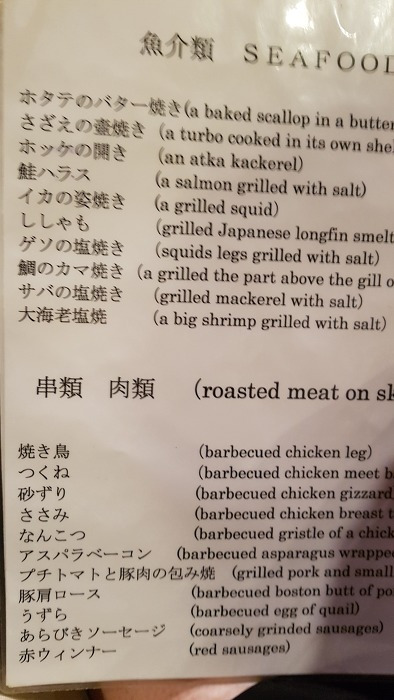 魚介類 SEAFOOD
ホタテのバター焼き(a baked scallop in a butter
さざえの壷焼き (a turbo cooked in its own she
ホッケの開き (an atka kackerel)
鮭ハラス (a salmon grilled with salt)
イカの姿焼き (a grilled squid)
ししゃも (grilled Japanese longfin smelt
ゲソの塩焼き (squids legs grilled with salt)
鯛のカマ焼き (a grilled the part above the gill o
サバの塩焼き (grilled mackerel with salt)
大海老塩焼 (a big shrimp grilled with salt)
串類 肉類 (roasted meat on sk
焼き鳥 (barbecued chicken leg)
つくね (barbecued chicken meet b
砂ずり (barbecued chicken gizzard
ささみ (barbecued chicken breast t
なんこつ (barbecued gristle of a chick
アスパラベーコン (barbecued asparagus wrappe
プチトマトと豚肉の包み焼 (grilled pork and small
豚肩ロース (barbecued boston butt of po
うずら (barbecued egg of quail)
あらびきソーセージ (coarsely grinded sausages)
赤ウィンナー (red sausages)